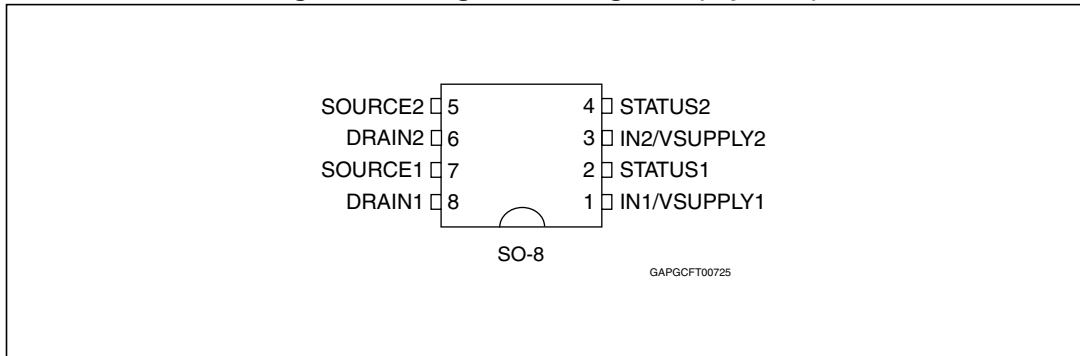 SOURCE2 5 4 STATUS2
DRAIN2 6 3 IN2/VSUPPLY2
SOURCE1 7 2 STATUS1
DRAIN1 8 1 IN1/VSUPPLY1
SO-8
GAPGCFT00725